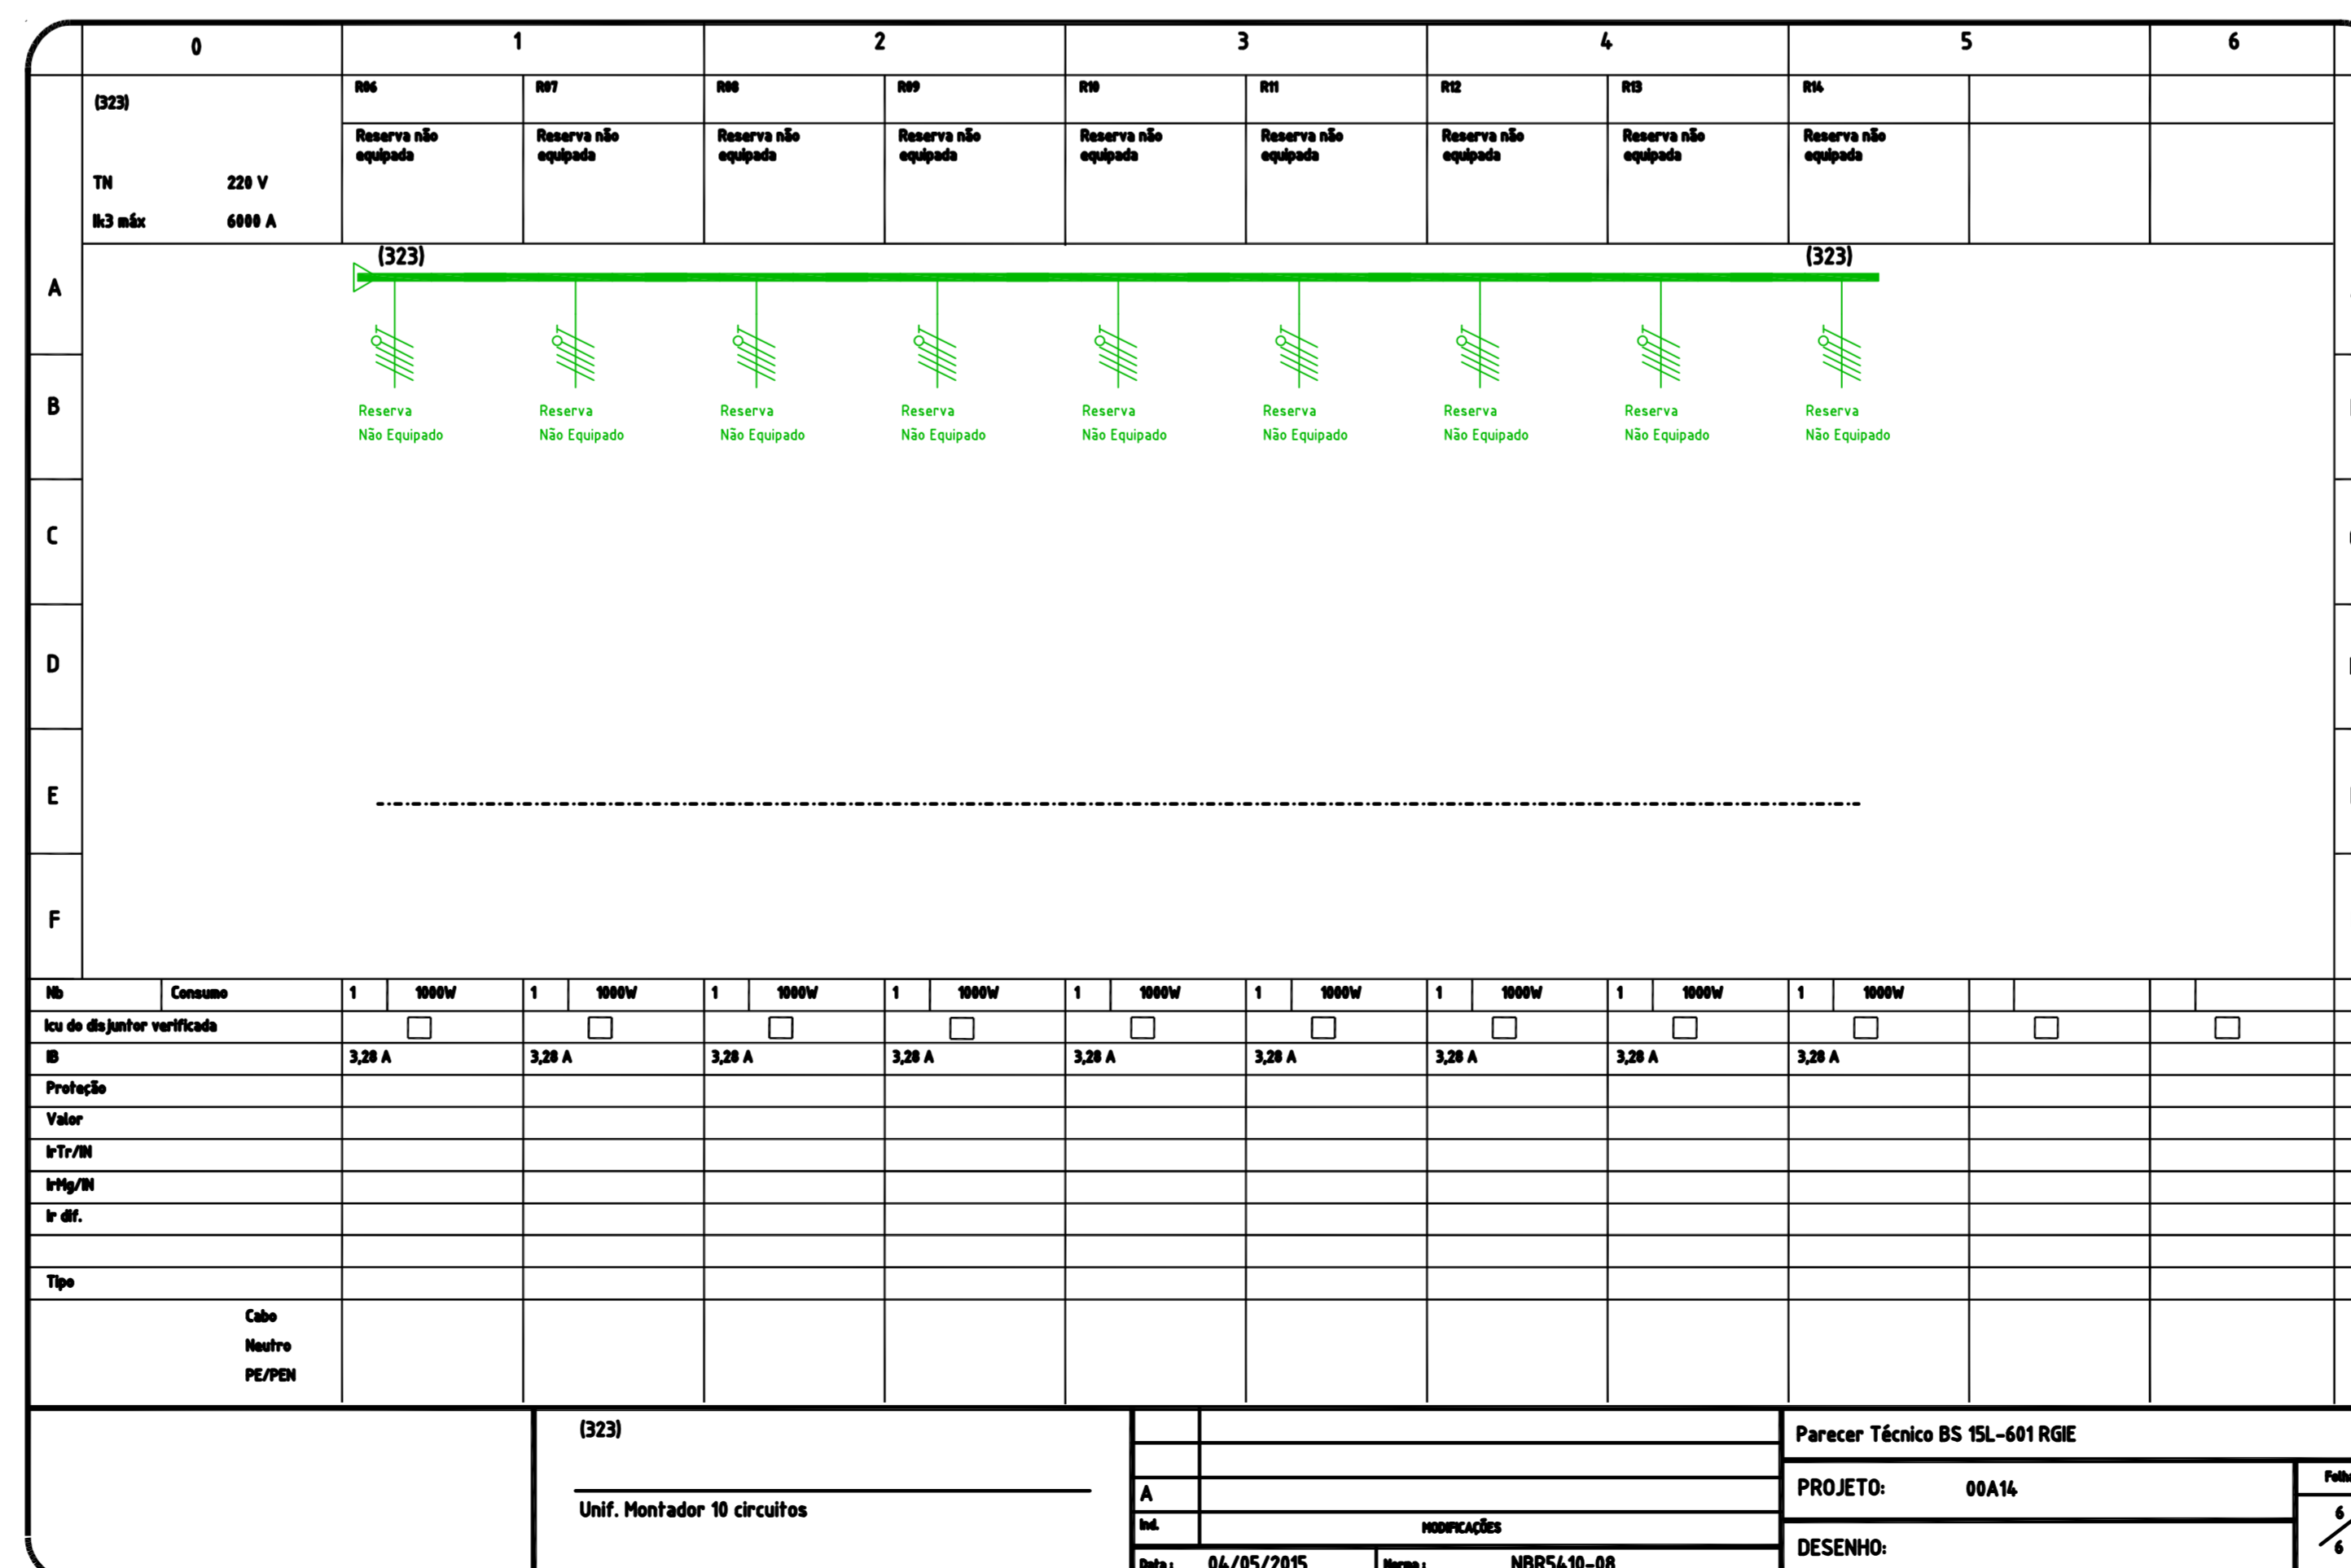 0 1 2 3 4 5 6
(323) R06 R07 R08 R09 R10 R11 R12 R13 R14
Reserva não Reserva não Reserva não Reserva não Reserva não Reserva não Reserva não Reserva não Reserva não
equipada equipada equipada equipada equipada equipada equipada equipada equipada
TN 220 V
Ik3 máx 6000 A
(323) (323)
A
B
Reserva Reserva Reserva Reserva Reserva Reserva Reserva Reserva Reserva
Não Equipado Não Equipado Não Equipado Não Equipado Não Equipado Não Equipado Não Equipado Não Equipado Não Equipado
C
D
E
F
Nb Consumo 1 1000W 1 1000W 1 1000W 1 1000W 1 1000W 1 1000W 1 1000W 1 1000W 1 1000W
Icu do disjuntor verificada
IB 3,28 A 3,28 A 3,28 A 3,28 A 3,28 A 3,28 A 3,28 A 3,28 A 3,28 A
Proteção
Valor
IrTr/IN
IrMg/IN
Ir dif.
Tipo
Cabo
Neutro
PE/PEN
(323)
Unif. Montador 10 circuitos
A
Ind. MODIFICAÇÕES
Data : 04/05/2015 Norma : NBR5410-08
Parecer Técnico BS 15L-601 RGIE
PROJETO: 00A14
DESENHO:
6
6